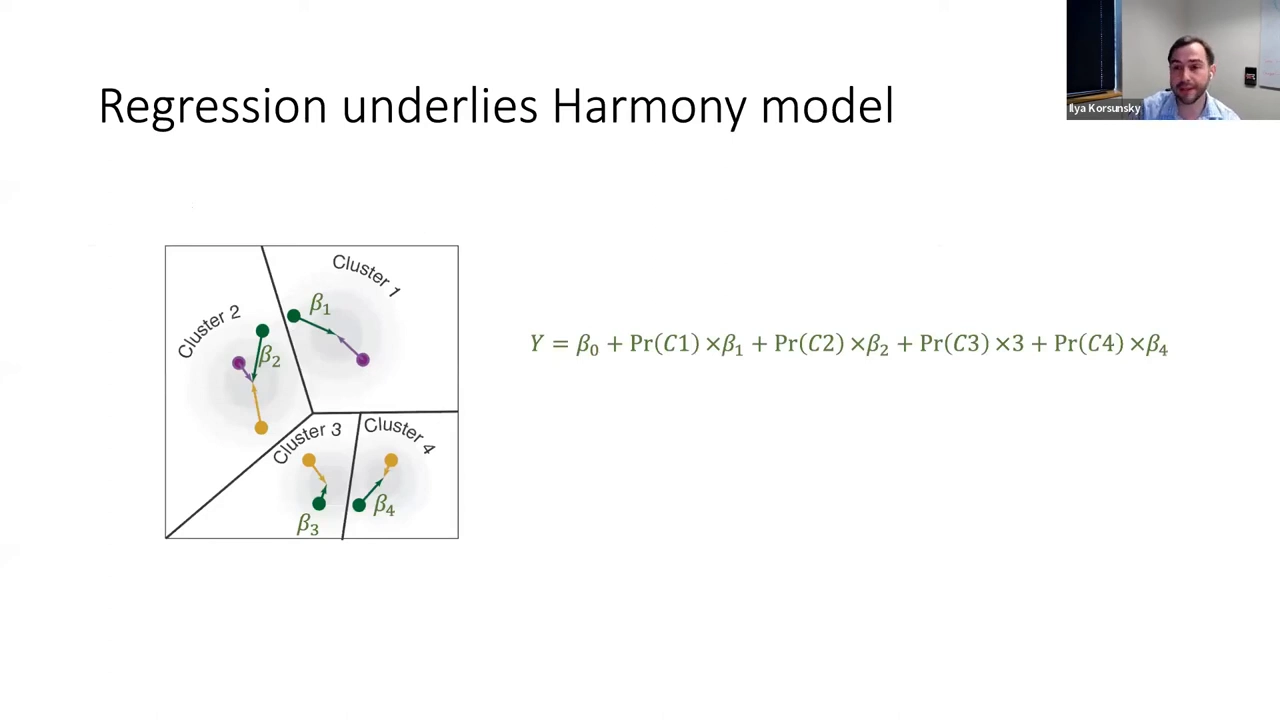 Regression underlies Harmony model
Ilya Korsunsky
Cluster 1
Cluster 2
β₁
β₂
Y = β₀ + Pr(C1) ×β₁ + Pr(C2) ×β₂ + Pr(C3) ×3 + Pr(C4) ×β₄
Cluster 3
Cluster 4
β₃
β₄